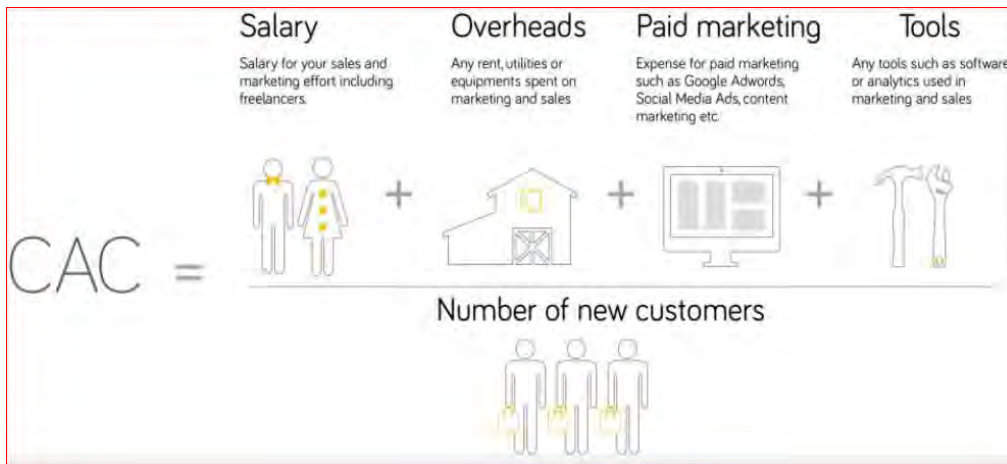 Salary
Salary for your sales and
marketing effort including
freelancers.
Overheads
Any rent, utilities or
equipments spent on
marketing and sales
Paid marketing
Expense for paid marketing
such as Google Adwords,
Social Media Ads, content
marketing etc.
Tools
Any tools such as software
or analytics used in
marketing and sales
+
+
+
CAC =
Number of new customers